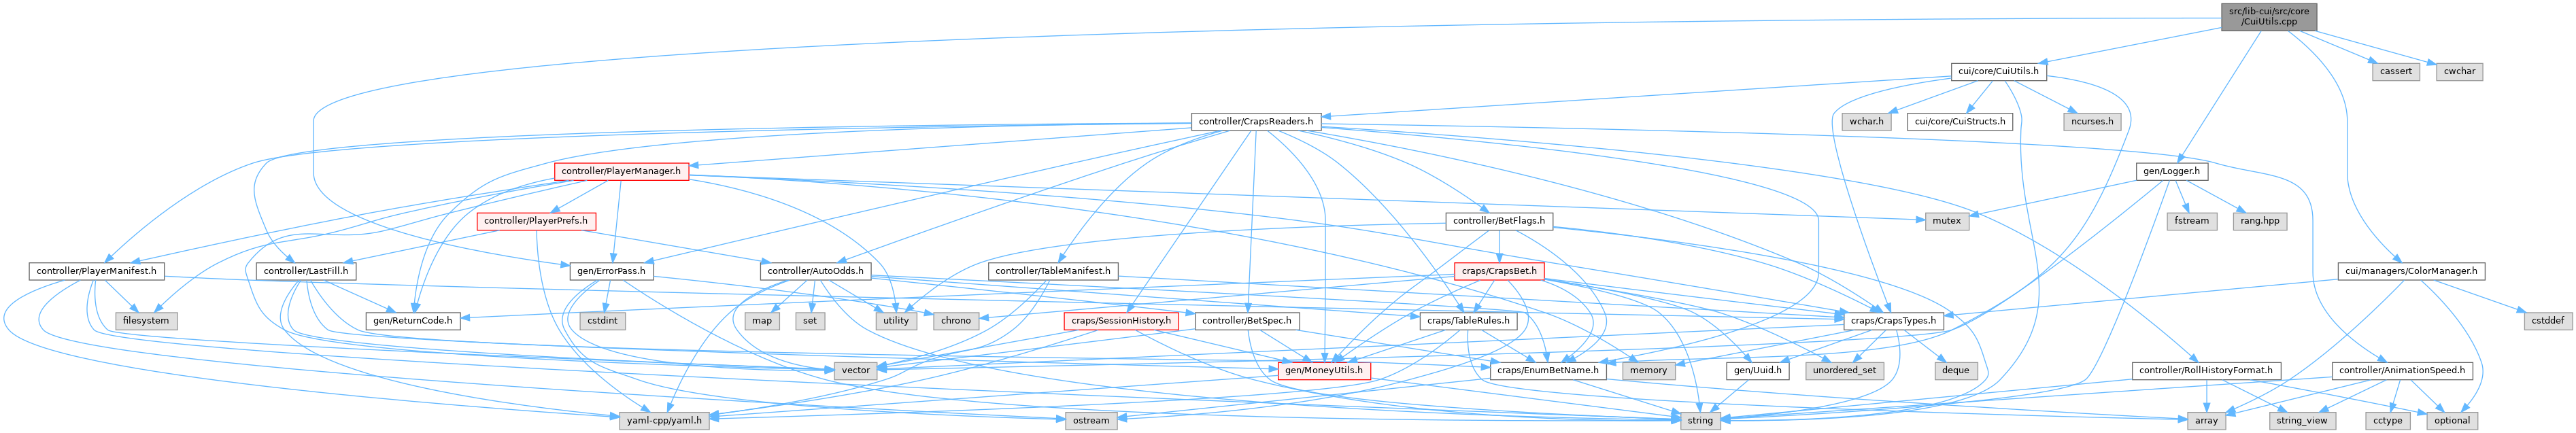 src/lib-cui/src/core
/CuiUtils.cpp
cui/core/CuiUtils.h
cassert
cwchar
controller/CrapsReaders.h
wchar.h
cui/core/CuiStructs.h
ncurses.h
controller/PlayerManager.h
gen/Logger.h
controller/PlayerPrefs.h
controller/BetFlags.h
mutex
fstream
rang.hpp
controller/PlayerManifest.h
controller/LastFill.h
gen/ErrorPass.h
controller/AutoOdds.h
controller/TableManifest.h
craps/CrapsBet.h
cui/managers/ColorManager.h
filesystem
gen/ReturnCode.h
cstdint
map
set
utility
chrono
craps/SessionHistory.h
controller/BetSpec.h
craps/TableRules.h
craps/CrapsTypes.h
cstddef
vector
gen/MoneyUtils.h
craps/EnumBetName.h
memory
gen/Uuid.h
unordered_set
deque
controller/RollHistoryFormat.h
controller/AnimationSpeed.h
yaml-cpp/yaml.h
ostream
string
array
string_view
cctype
optional